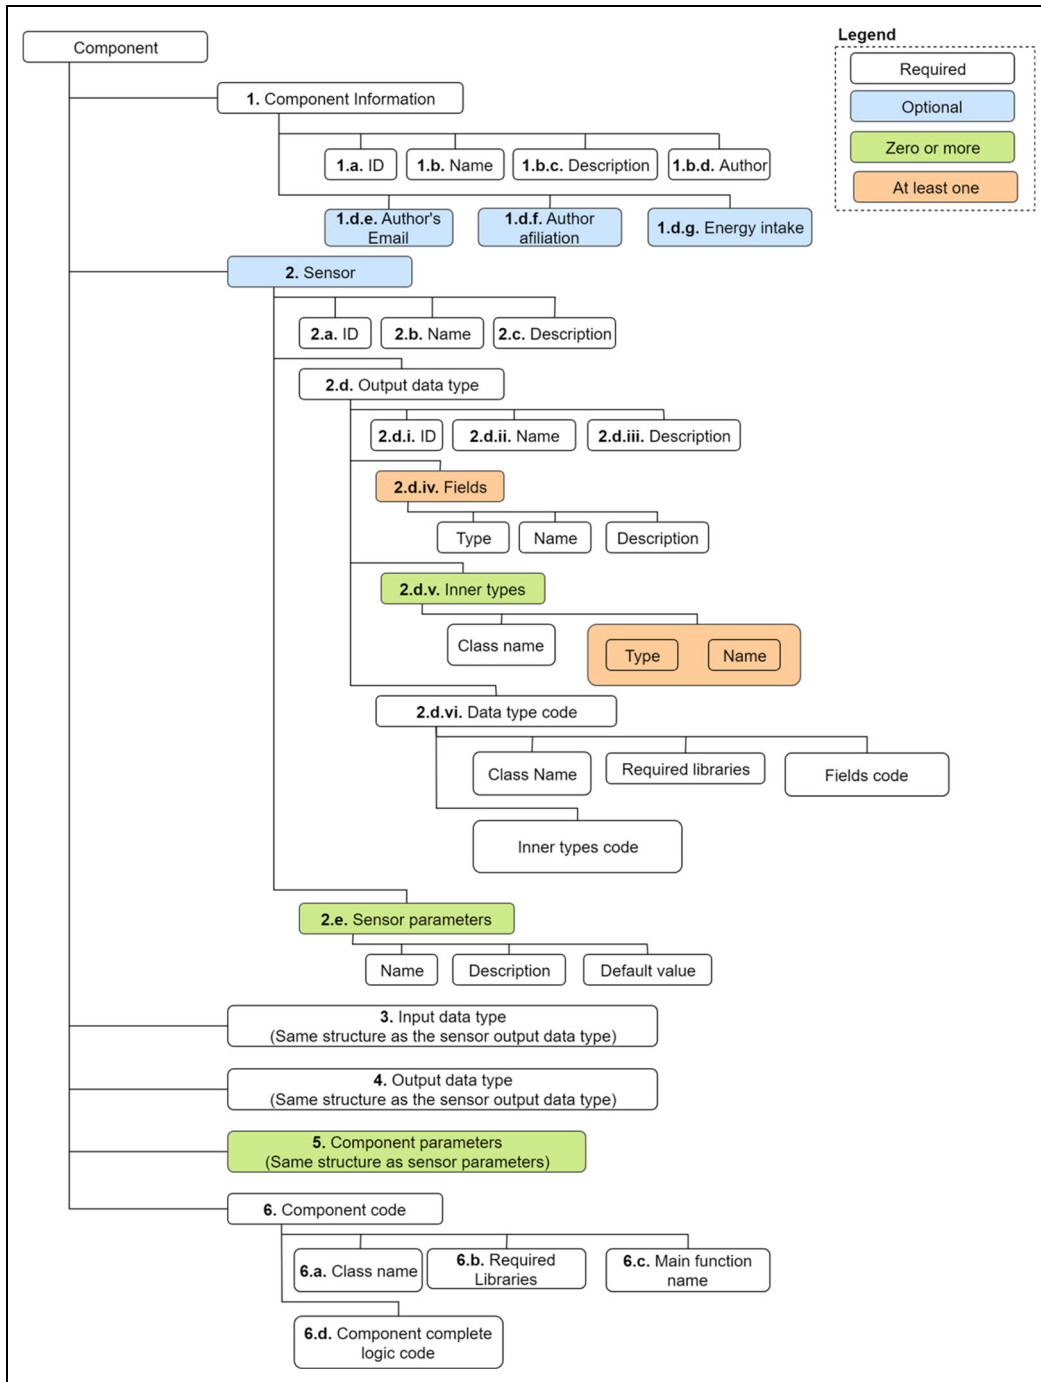 Component
Legend
Required
Optional
Zero or more
At least one
1. Component Information
1.a. ID
1.b. Name
1.b.c. Description
1.b.d. Author
1.d.e. Author's
Email
1.d.f. Author
afiliation
1.d.g. Energy intake
2. Sensor
2.a. ID
2.b. Name
2.c. Description
2.d. Output data type
2.d.i. ID
2.d.ii. Name
2.d.iii. Description
2.d.iv. Fields
Type
Name
Description
2.d.v. Inner types
Class name
Type
Name
2.d.vi. Data type code
Class Name
Required libraries
Fields code
Inner types code
2.e. Sensor parameters
Name
Description
Default value
3. Input data type
(Same structure as the sensor output data type)
4. Output data type
(Same structure as the sensor output data type)
5. Component parameters
(Same structure as sensor parameters)
6. Component code
6.a. Class name
6.b. Required
Libraries
6.c. Main function
name
6.d. Component complete
logic code